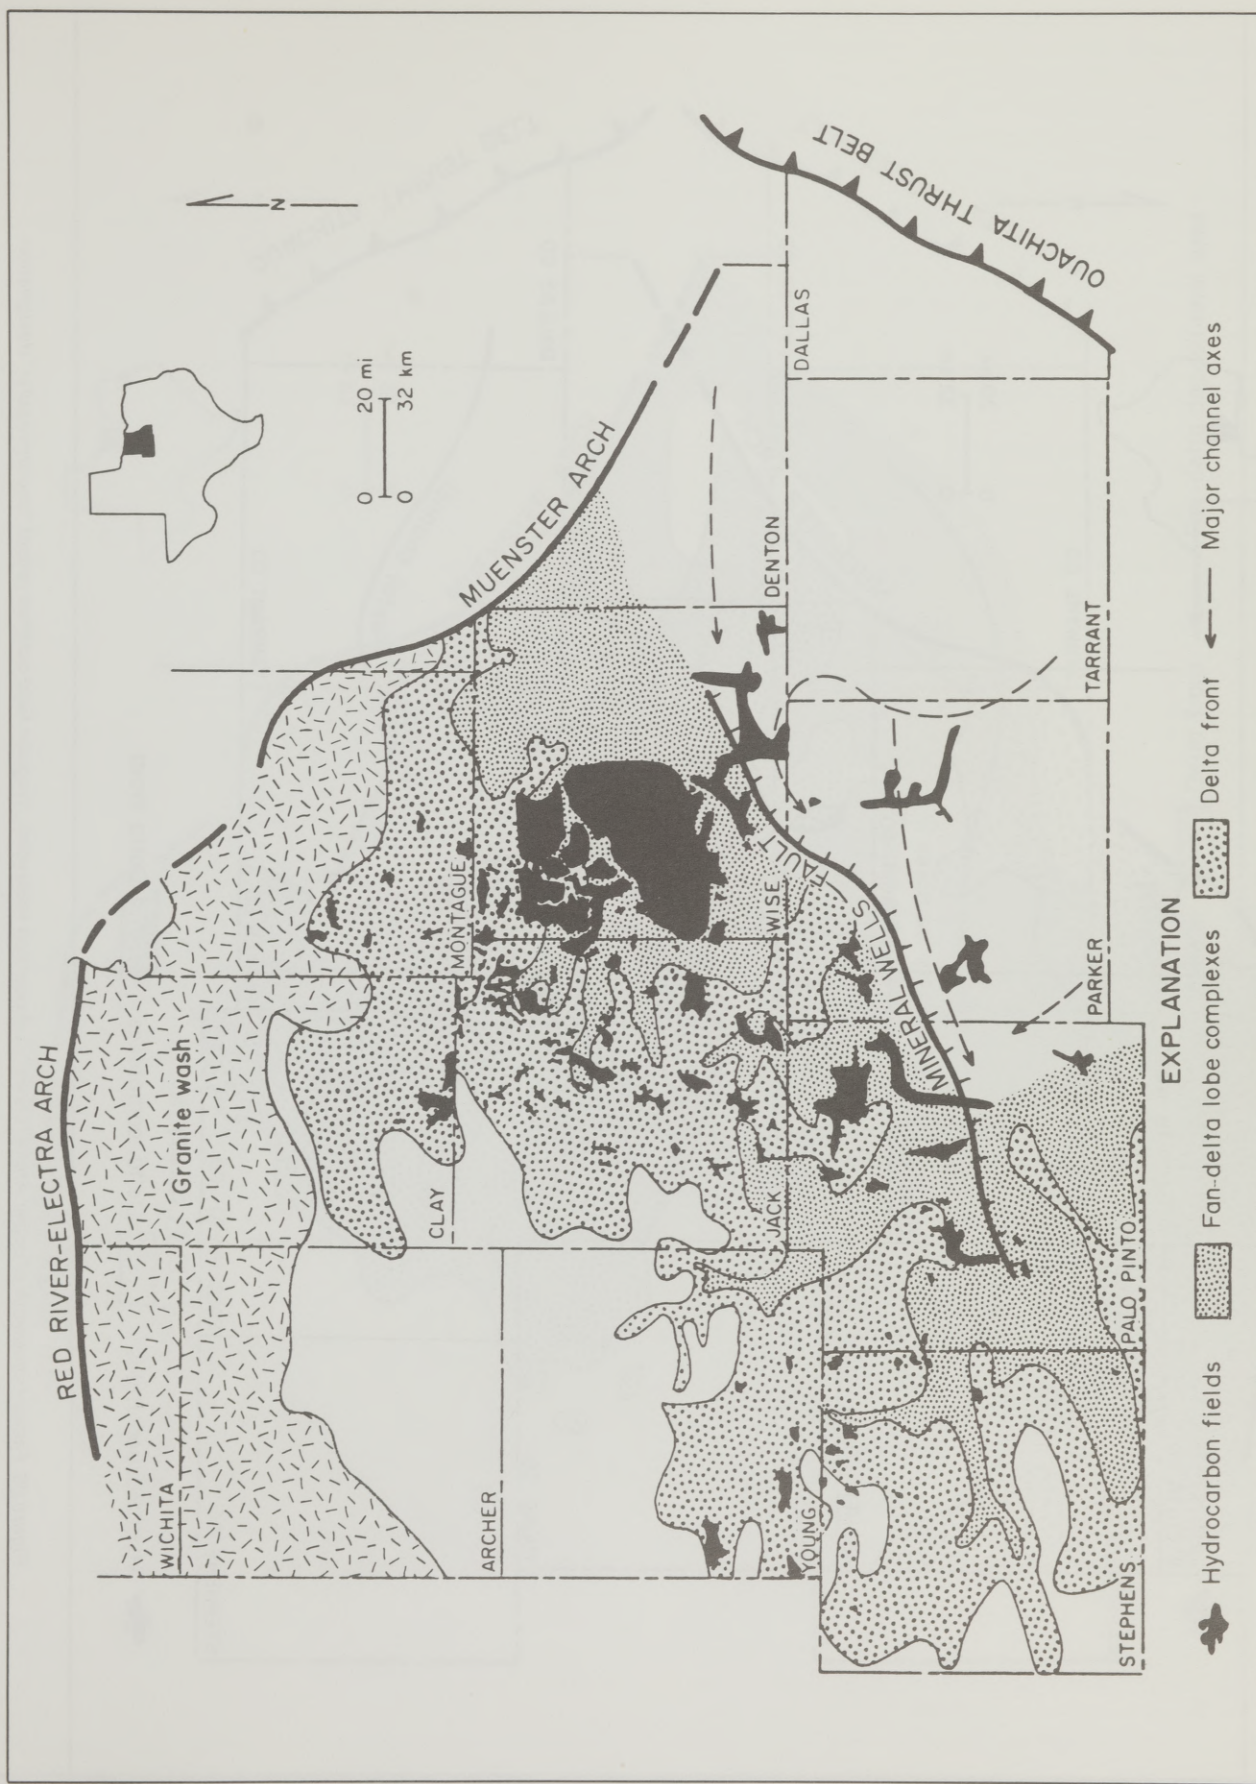 RED RIVER-ELECTRA ARCH
Granite wash
WICHITA
CLAY
MONTAGUE
ARCHER
MUENSTER ARCH
N
0 20 mi
0 32 km
YOUNG
JACK
WISE
DENTON
DALLAS
OUACHITA THRUST BELT
MINERAL WELLS FAULT
STEPHENS
PALO PINTO
PARKER
TARRANT
EXPLANATION
Hydrocarbon fields
Fan-delta lobe complexes
Delta front
Major channel axes